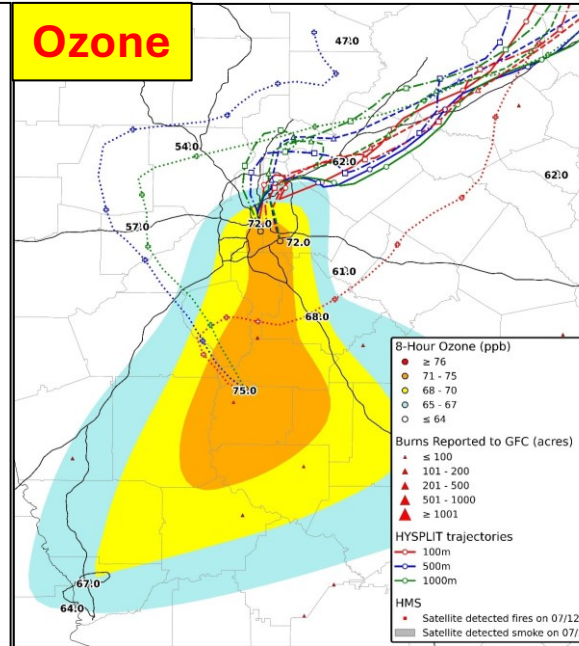 Ozone
47.0
54.0
62.0
62.0
57.0
72.0
72.0
61.0
68.0
75.0
67.0
64.0
8-Hour Ozone (ppb)
≥ 76
71 - 75
68 - 70
65 - 67
≤ 64
Burns Reported to GFC (acres)
≤ 100
101 - 200
201 - 500
501 - 1000
≥ 1001
HYSPLIT trajectories
100m
500m
1000m
HMS
Satellite detected fires on 07/12
Satellite detected smoke on 07/